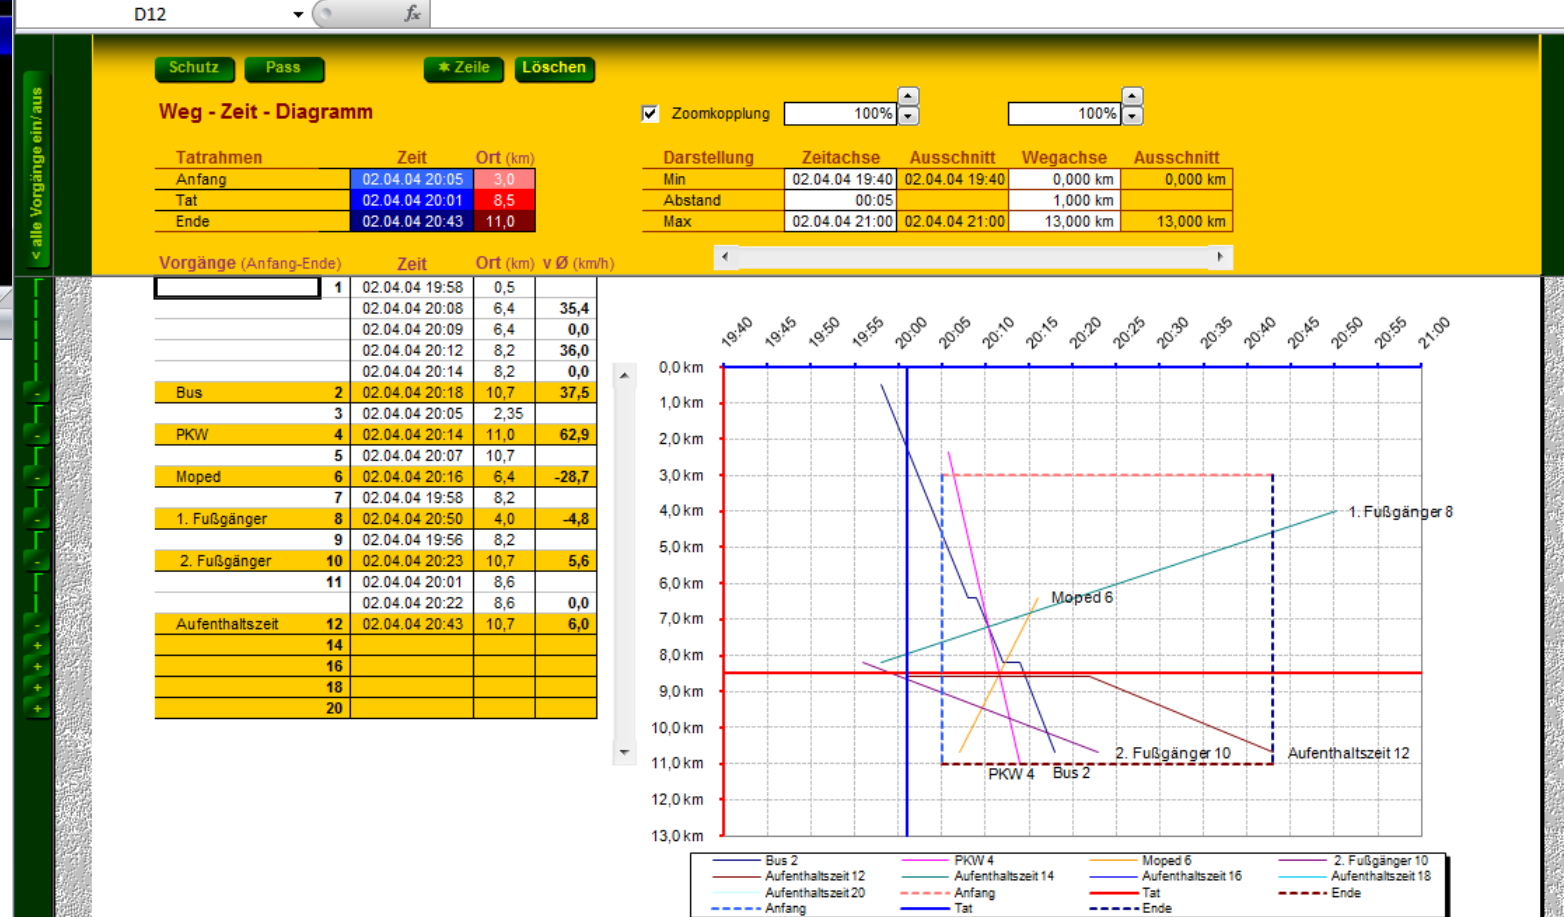 D12 fx
< alle Vorgänge ein/ aus
Schutz Pass ✱ Zeile Löschen
Weg - Zeit - Diagramm
Zoomkopplung 100% 100%
Tatrahmen Zeit Ort (km)
Anfang 02.04.04 20:05 3,0
Tat 02.04.04 20:01 8,5
Ende 02.04.04 20:43 11,0
Darstellung Zeitachse Ausschnitt Wegachse Ausschnitt
Min 02.04.04 19:40 02.04.04 19:40 0,000 km 0,000 km
Abstand 00:05 1,000 km
Max 02.04.04 21:00 02.04.04 21:00 13,000 km 13,000 km
Vorgänge (Anfang-Ende) Zeit Ort (km) v Ø (km/h)
1 02.04.04 19:58 0,5
02.04.04 20:08 6,4 35,4
02.04.04 20:09 6,4 0,0
02.04.04 20:12 8,2 36,0
02.04.04 20:14 8,2 0,0
Bus 2 02.04.04 20:18 10,7 37,5
3 02.04.04 20:05 2,35
PKW 4 02.04.04 20:14 11,0 62,9
5 02.04.04 20:07 10,7
Moped 6 02.04.04 20:16 6,4 -28,7
7 02.04.04 19:58 8,2
1. Fußgänger 8 02.04.04 20:50 4,0 -4,8
9 02.04.04 19:56 8,2
2. Fußgänger 10 02.04.04 20:23 10,7 5,6
11 02.04.04 20:01 8,6
02.04.04 20:22 8,6 0,0
Aufenthaltszeit 12 02.04.04 20:43 10,7 6,0
14
16
18
20
19:40 19:45 19:50 19:55 20:00 20:05 20:10 20:15 20:20 20:25 20:30 20:35 20:40 20:45 20:50 20:55 21:00
0,0 km
1,0 km
2,0 km
3,0 km
4,0 km
5,0 km
6,0 km
7,0 km
8,0 km
9,0 km
10,0 km
11,0 km
12,0 km
13,0 km
1. Fußgänger 8
Moped 6
2. Fußgänger 10
Aufenthaltszeit 12
PKW 4 Bus 2
Bus 2 PKW 4 Moped 6 2. Fußgänger 10
Aufenthaltszeit 12 Aufenthaltszeit 14 Aufenthaltszeit 16 Aufenthaltszeit 18
Aufenthaltszeit 20 Anfang Tat Ende
Anfang Tat Ende